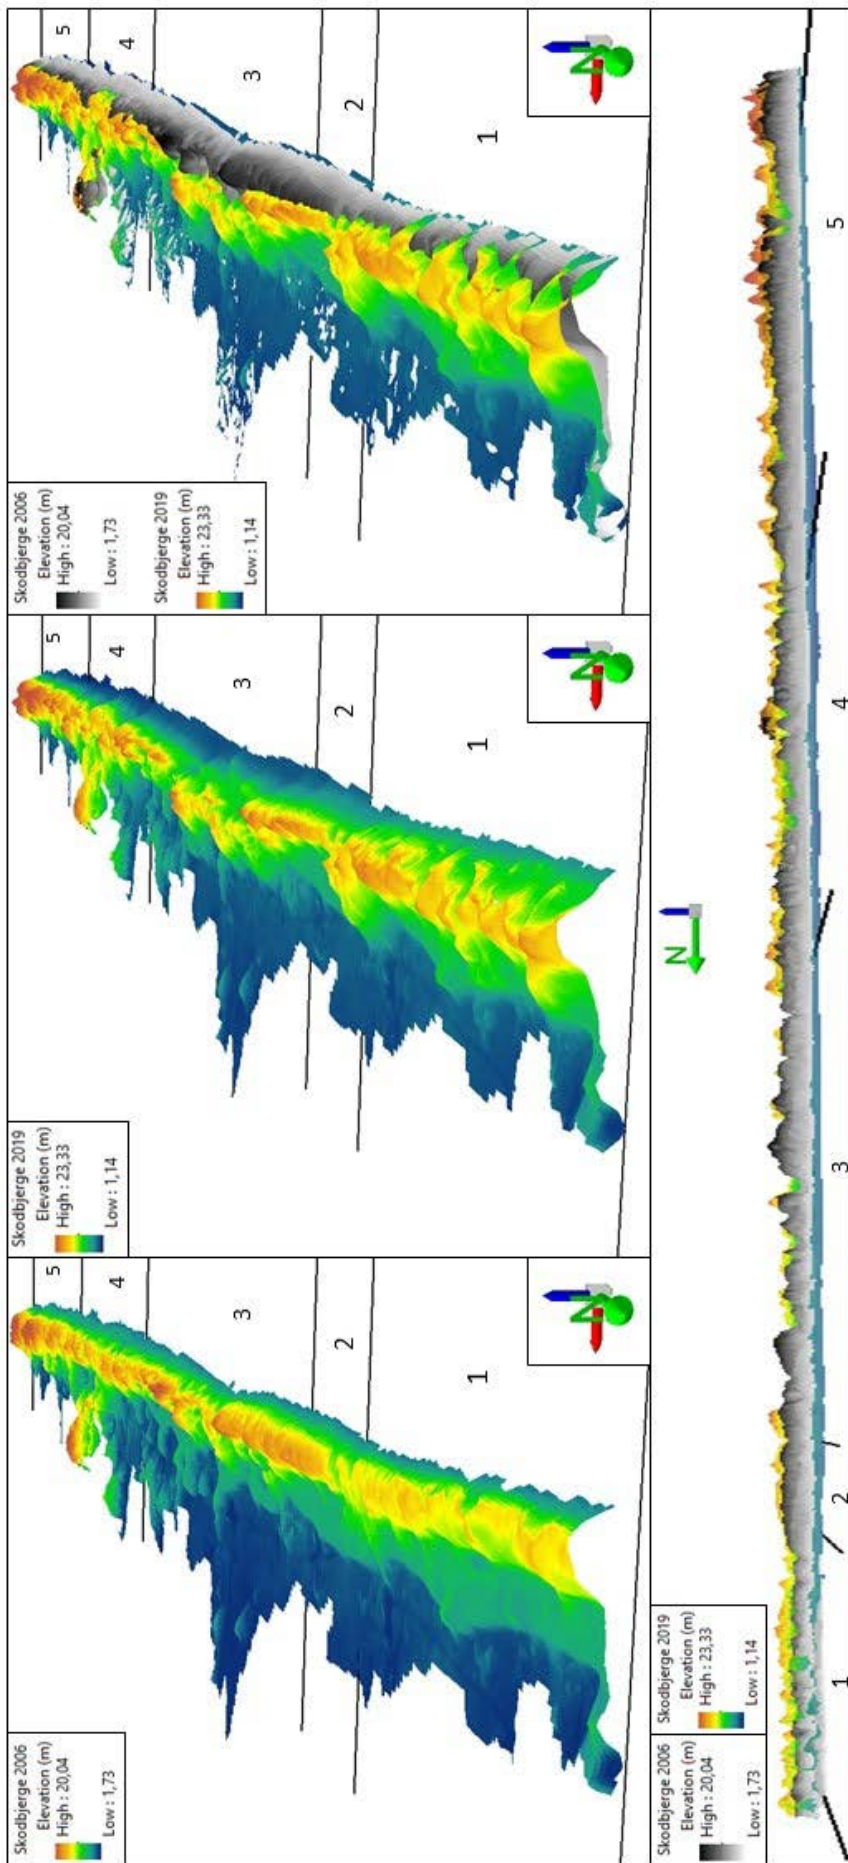 Skodbjerge 2006
Elevation (m)
High : 20,04
Low : 1,73
5
4
3
2
1
Skodbjerge 2019
Elevation (m)
High : 23,33
Low : 1,14
5
4
3
2
1
Skodbjerge 2006
Elevation (m)
High : 20,04
Low : 1,73
Skodbjerge 2019
Elevation (m)
High : 23,33
Low : 1,14
5
4
3
2
1
Skodbjerge 2006
Elevation (m)
High : 20,04
Low : 1,73
Skodbjerge 2019
Elevation (m)
High : 23,33
Low : 1,14
N
1
2
3
4
5